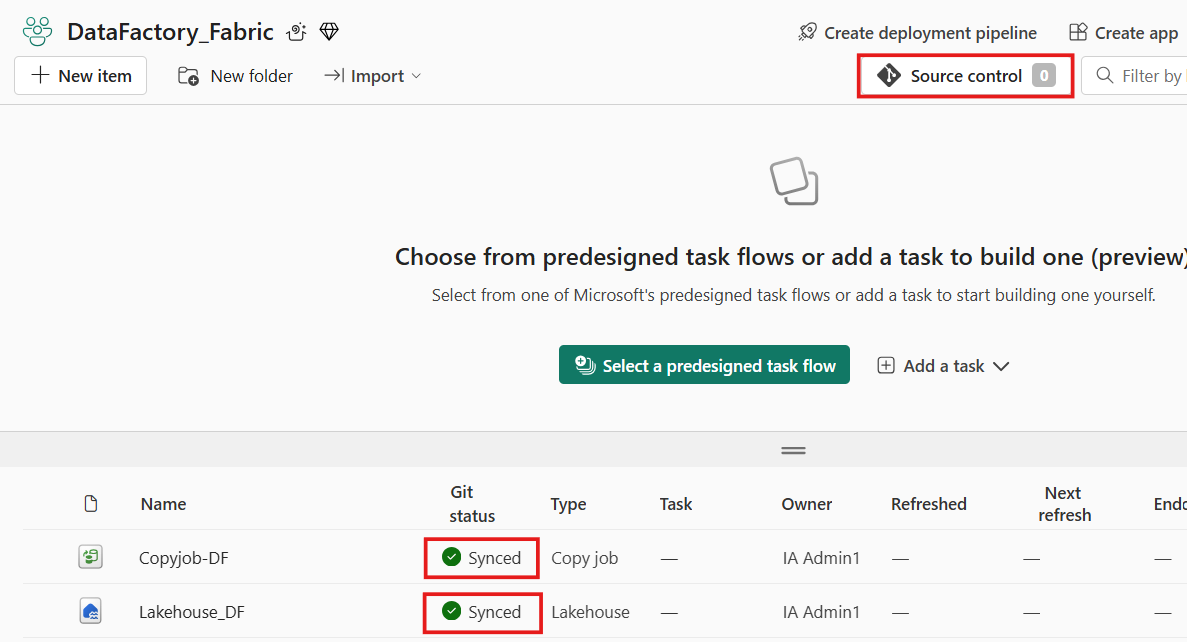 DataFactory_Fabric
Create deployment pipeline
Create app
New item
New folder
Import
Source control 0
Filter by
Choose from predesigned task flows or add a task to build one (preview)
Select from one of Microsoft's predesigned task flows or add a task to start building one yourself.
Select a predesigned task flow
Add a task
Name
Git status
Type
Task
Owner
Refreshed
Next refresh
Copyjob-DF
Synced
Copy job
—
IA Admin1
—
—
—
Lakehouse_DF
Synced
Lakehouse
—
IA Admin1
—
—
—